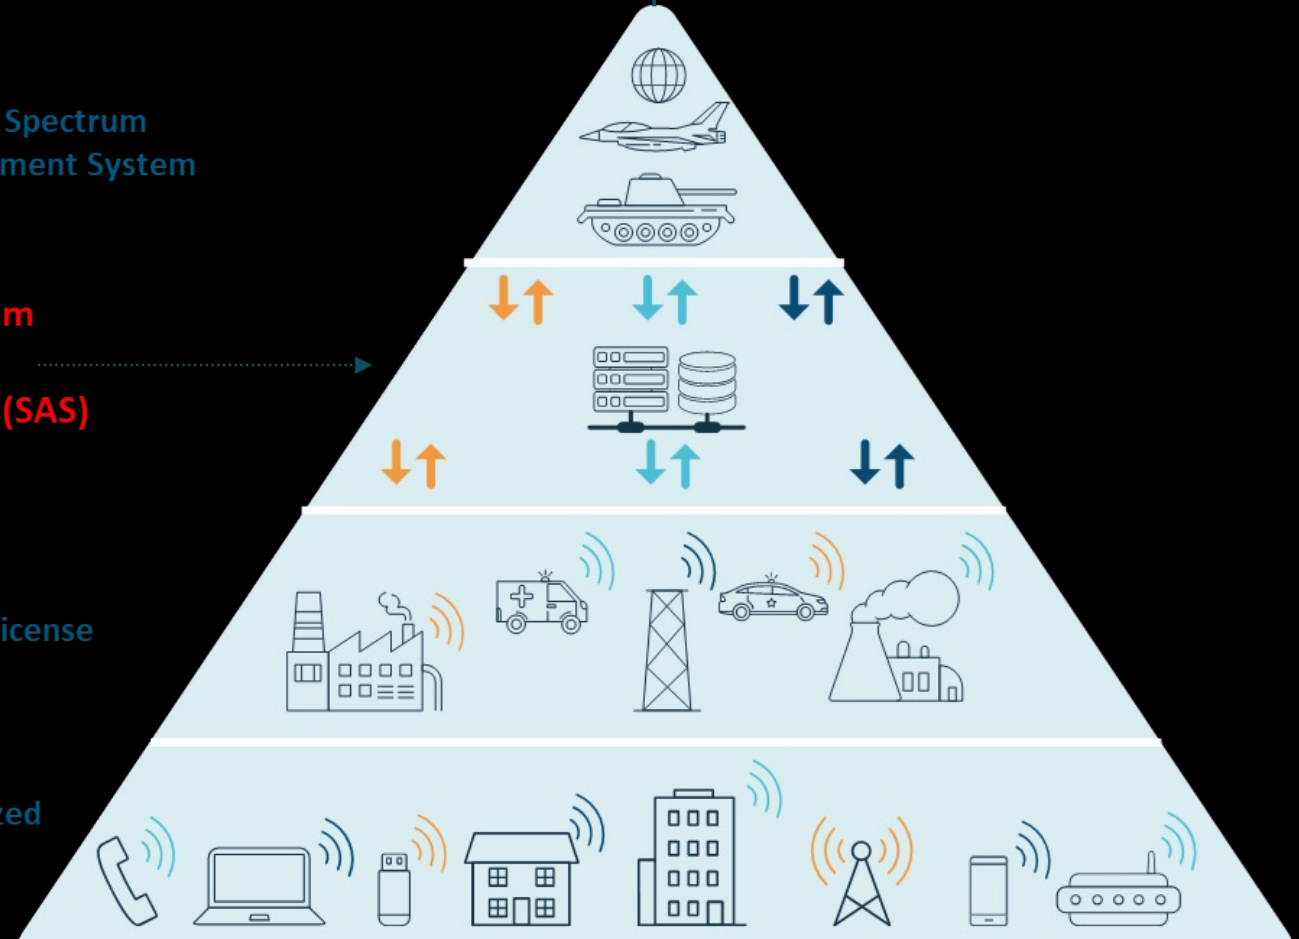 Spectrum
ment System
m
(SAS)
icense
zed